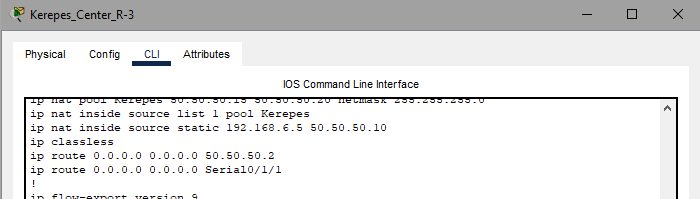 Kerepes_Center_R-3
Physical Config CLI Attributes
IOS Command Line Interface
ip nat pool Kerepes 50.50.50.15 50.50.50.20 netmask 255.255.255.0
ip nat inside source list 1 pool Kerepes
ip nat inside source static 192.168.6.5 50.50.50.10
ip classless
ip route 0.0.0.0 0.0.0.0 50.50.50.2
ip route 0.0.0.0 0.0.0.0 Serial0/1/1
!
ip flow-export version 9